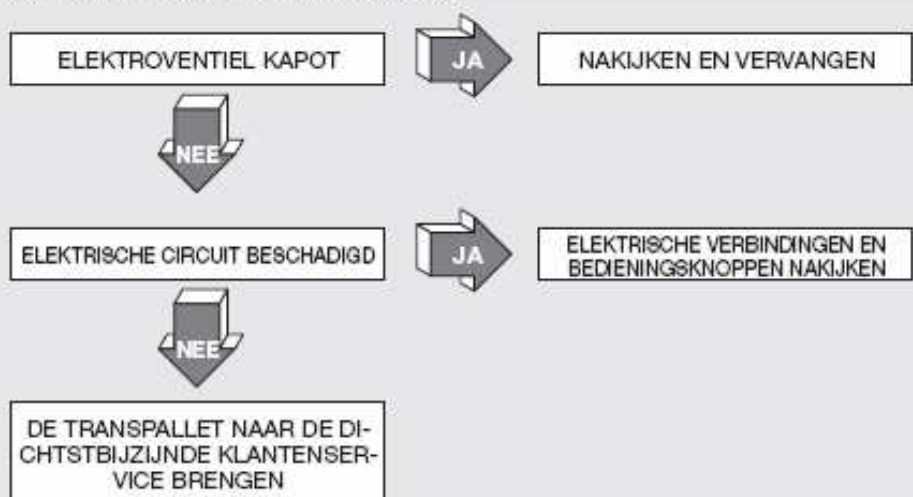 ELEKTROVENTIEL KAPOT
JA
NAKIJKEN EN VERVANGEN
NEE
ELEKTRISCHE CIRCUIT BESCHADIGD
JA
ELEKTRISCHE VERBINDINGEN EN
BEDIENINGSKNOPPEN NAKIJKEN
NEE
DE TRANSPALLET NAAR DE DI-
CHTSTBIJZIJNDE KLANTENSER-
VICE BRENGEN